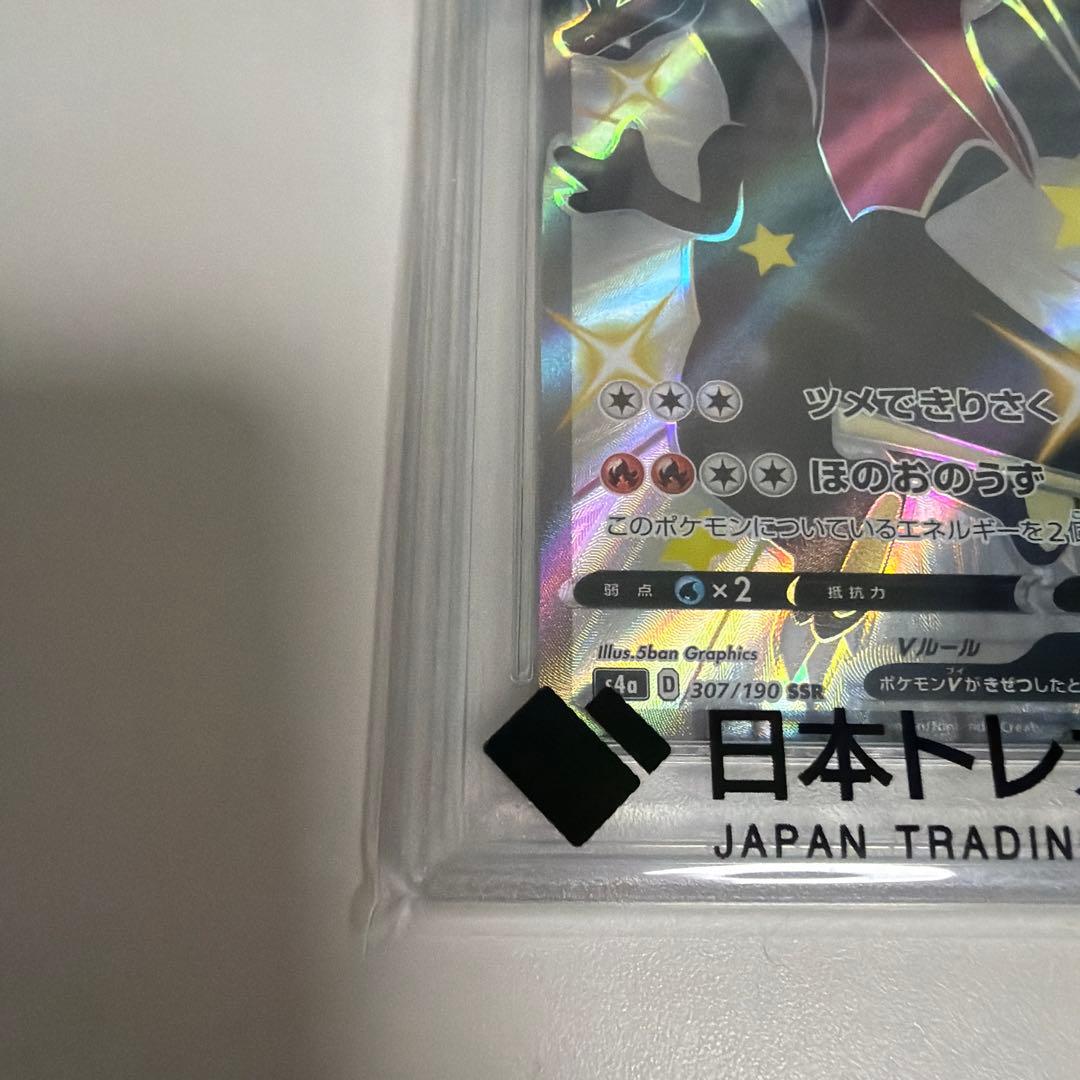 ツメできりさく
ほのおのうず
このポケモンについているエネルギーを2個
弱点 ×2 抵抗力
Illus.5ban Graphics
Vルール
s4a D 307/190 SSR
ポケモンVがきぜつしたと
日本トレ
JAPAN TRADIN